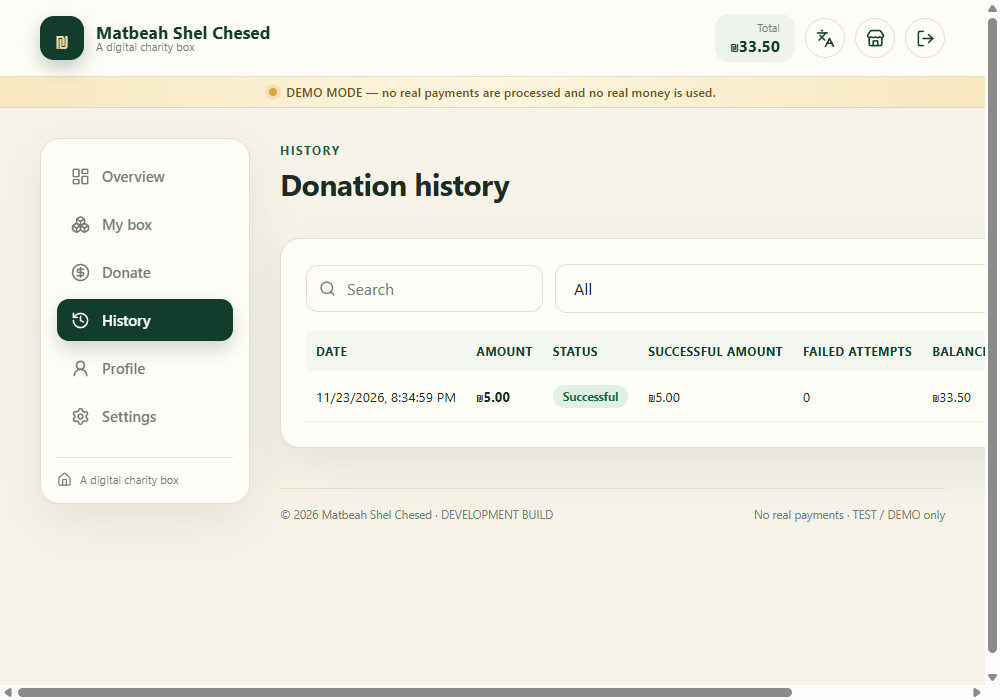 ₪
Matbeah Shel Chesed
A digital charity box
Total
₪33.50
DEMO MODE — no real payments are processed and no real money is used.
Overview
My box
Donate
History
Profile
Settings
A digital charity box
HISTORY
Donation history
Search
All
DATE AMOUNT STATUS SUCCESSFUL AMOUNT FAILED ATTEMPTS BALANC
11/23/2026, 8:34:59 PM ₪5.00 Successful ₪5.00 0 ₪33.50
© 2026 Matbeah Shel Chesed · DEVELOPMENT BUILD
No real payments · TEST / DEMO only